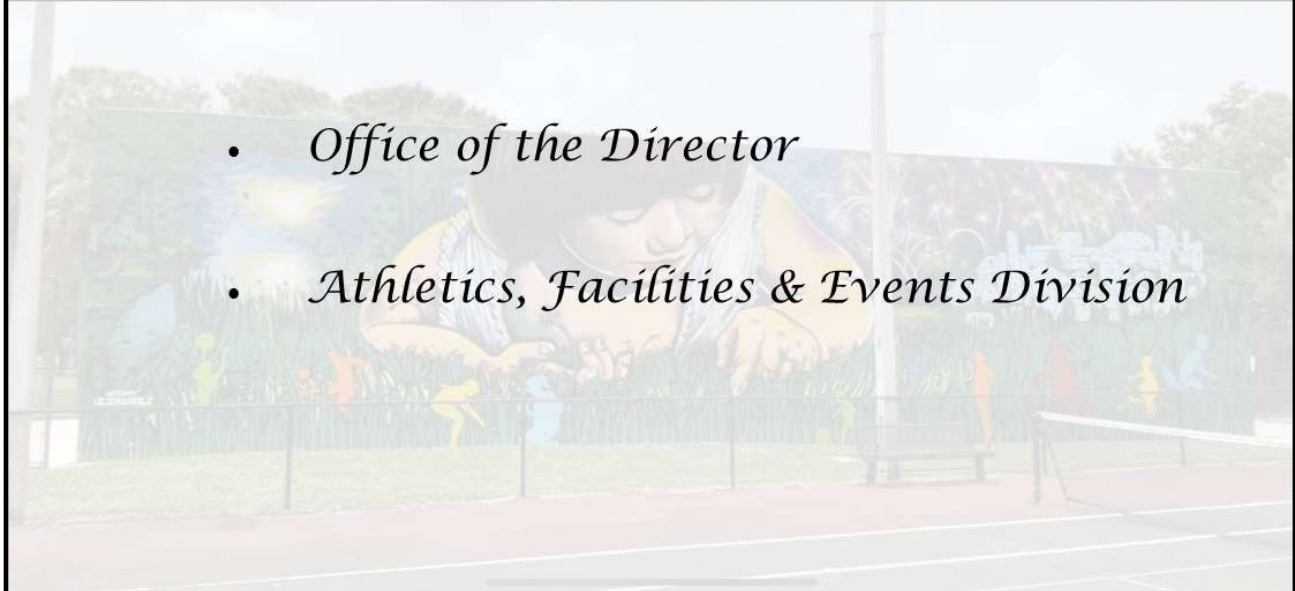 • Office of the Director
• Athletics, Facilities & Events Division